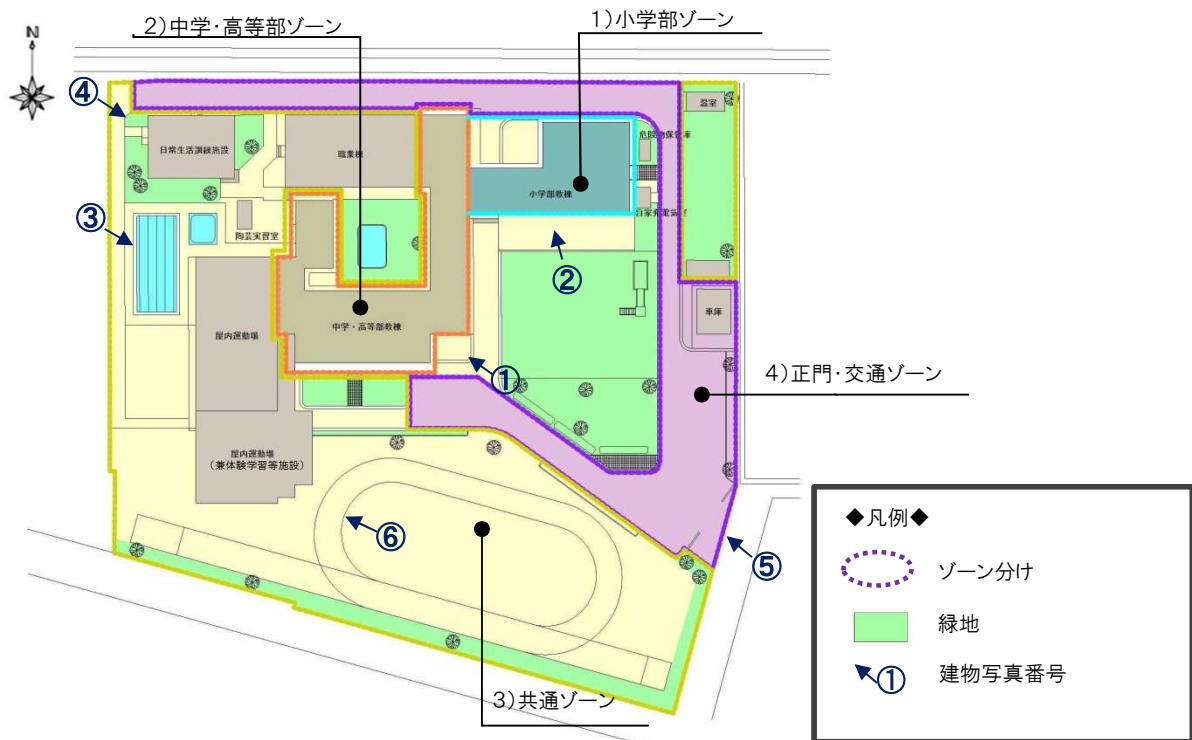 2)中学・高等部ゾーン
1)小学部ゾーン
N
④
温室
日常生活訓練施設
職業棟
危険物保管庫
小学部教棟
自家発電気室
③
陶芸実習室
②
車庫
屋内運動場
中学・高等部教棟
①
4)正門・交通ゾーン
屋内運動場
(兼体験学習等施設)
⑥
⑤
3)共通ゾーン
◆凡例◆
ゾーン分け
緑地
①
建物写真番号